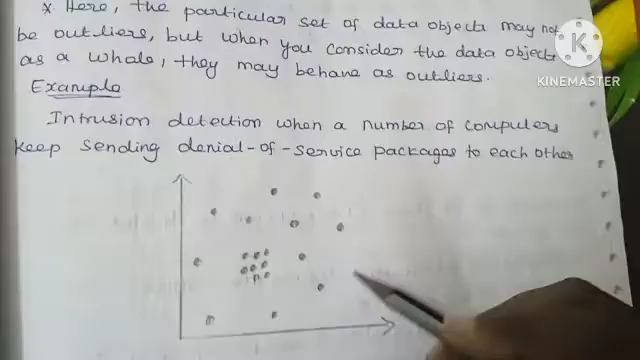 * Here, the particular set of data objects may not
be outliers, but when you consider the data objects
as a whole, they may behave as outliers.
Example
Intrusion detection when a number of computers
keep sending denial-of-service packages to each other
KINEMASTER